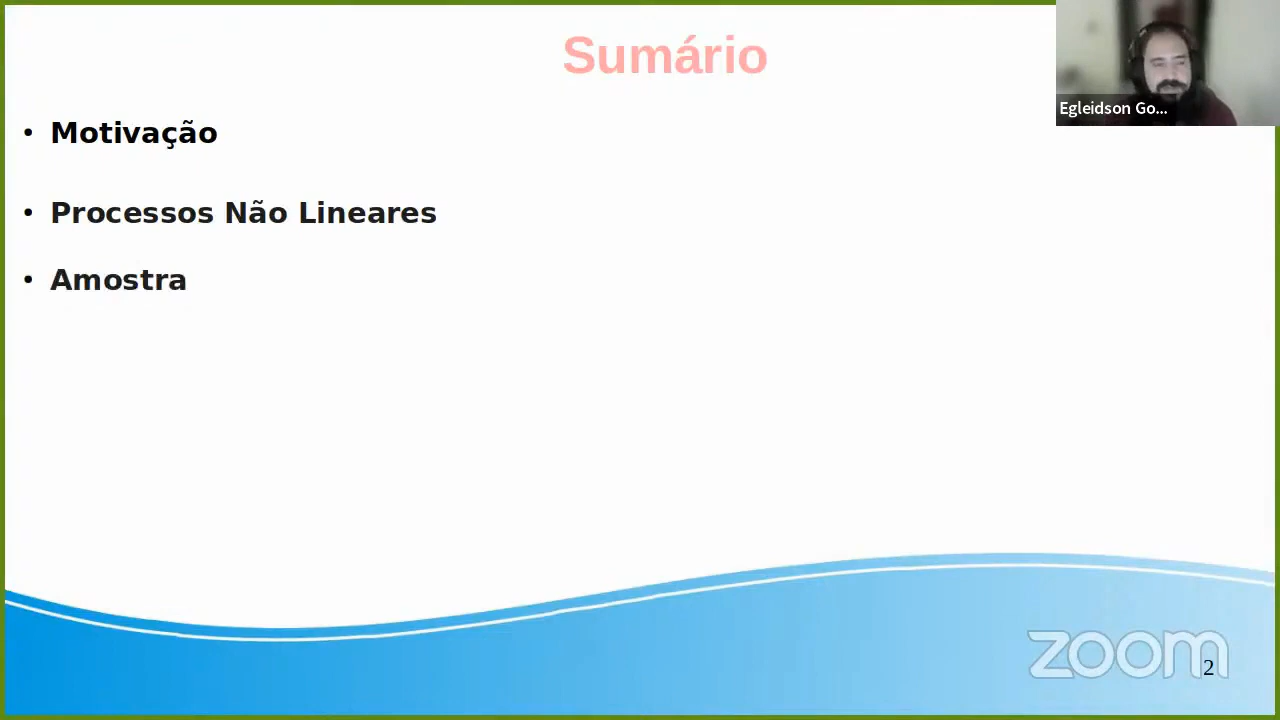 Sumário
Egleidson Go...
• Motivação
• Processos Não Lineares
• Amostra
zoom
2